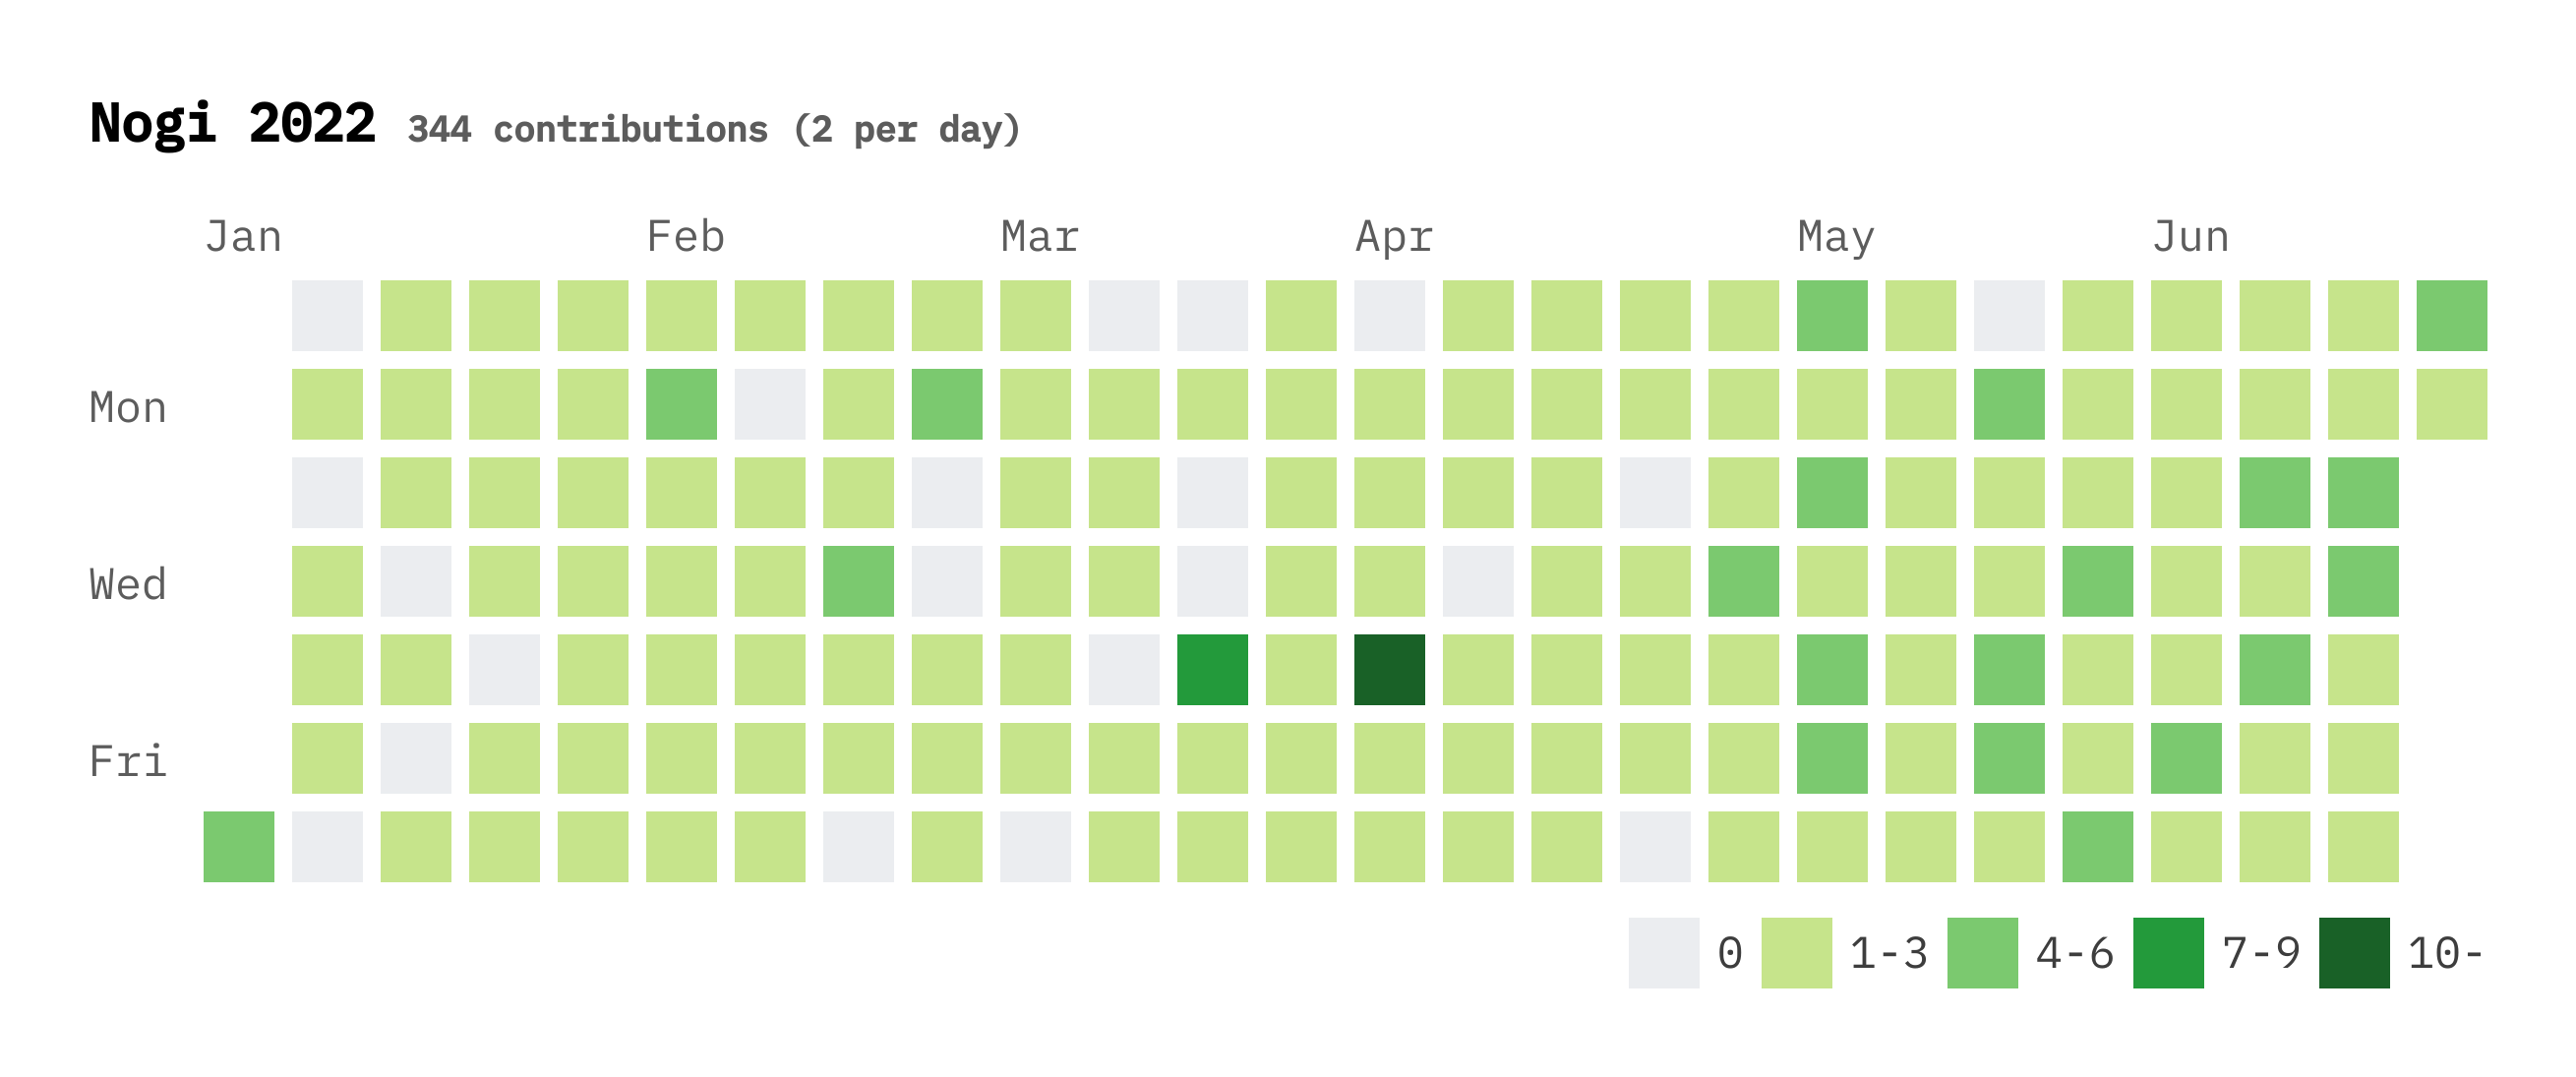 Nogi 2022 344 contributions (2 per day)
Jan Feb Mar Apr May Jun
Mon
Wed
Fri
0 1-3 4-6 7-9 10-